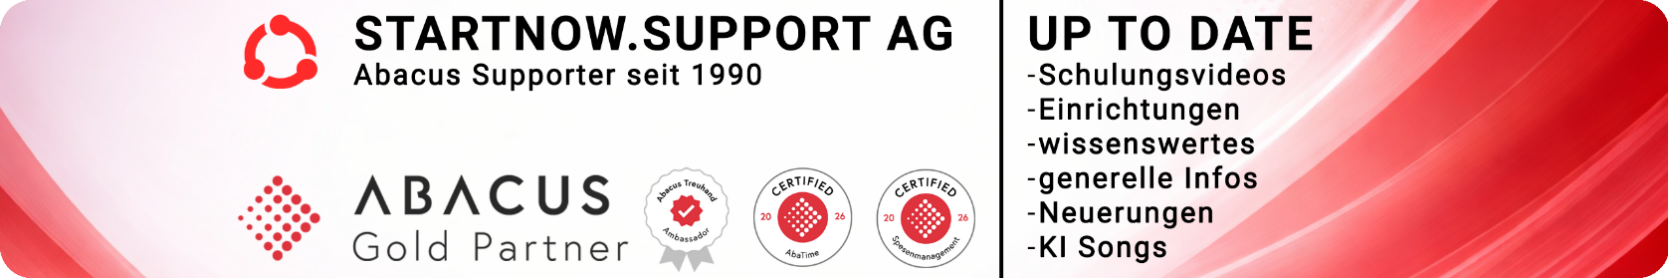 STARTNOW.SUPPORT AG
Abacus Supporter seit 1990
ABACUS
Gold Partner
Abacus Treuhand
Ambassador
CERTIFIED
20 26
AbaTime
CERTIFIED
20 26
Spesenmanagement
UP TO DATE
-Schulungsvideos
-Einrichtungen
-wissenswertes
-generelle Infos
-Neuerungen
-KI Songs